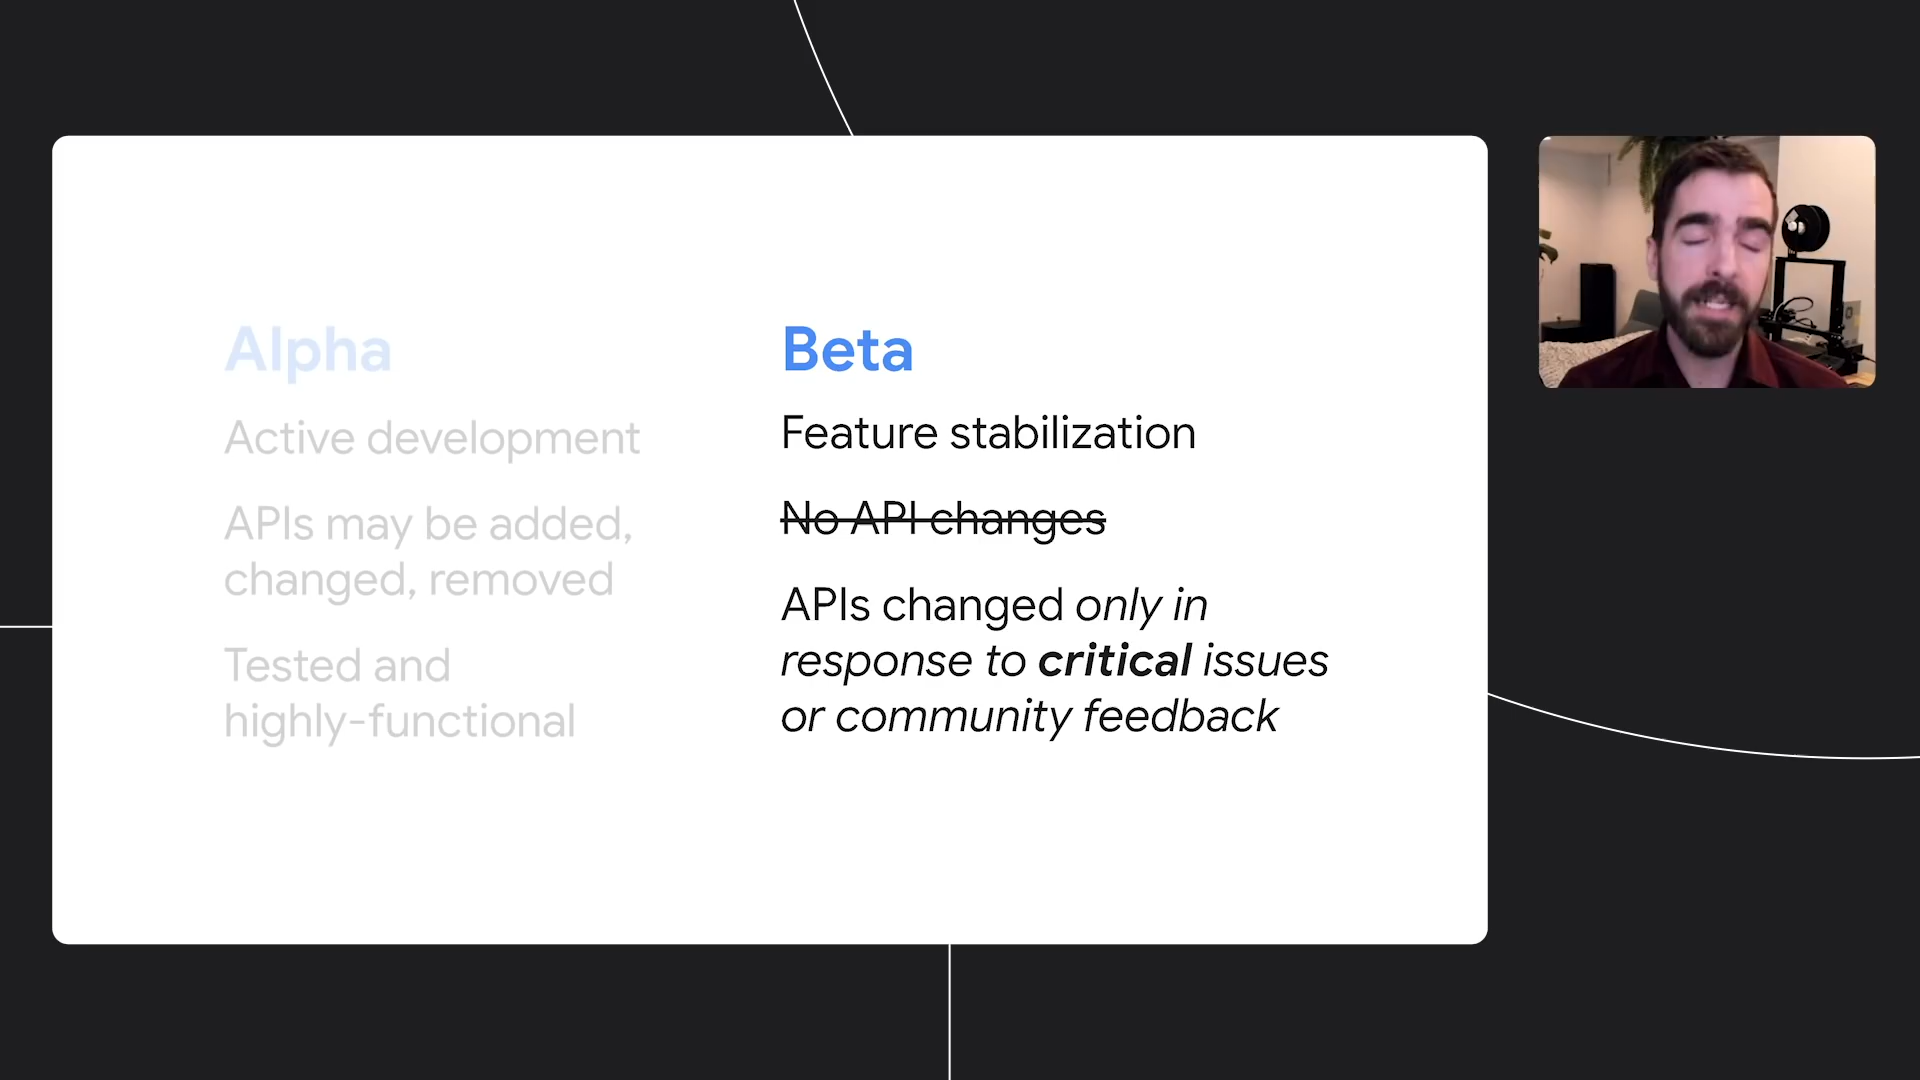 Alpha
Active development
APIs may be added,
changed, removed
Tested and
highly-functional
Beta
Feature stabilization
No API changes
APIs changed only in
response to critical issues
or community feedback